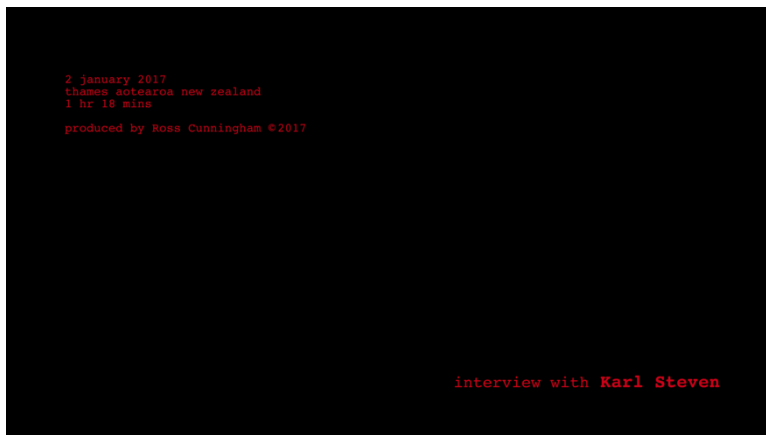 2 january 2017
thames aotearoa new zealand
1 hr 18 mins
produced by Ross Cunningham ©2017
interview with Karl Steven